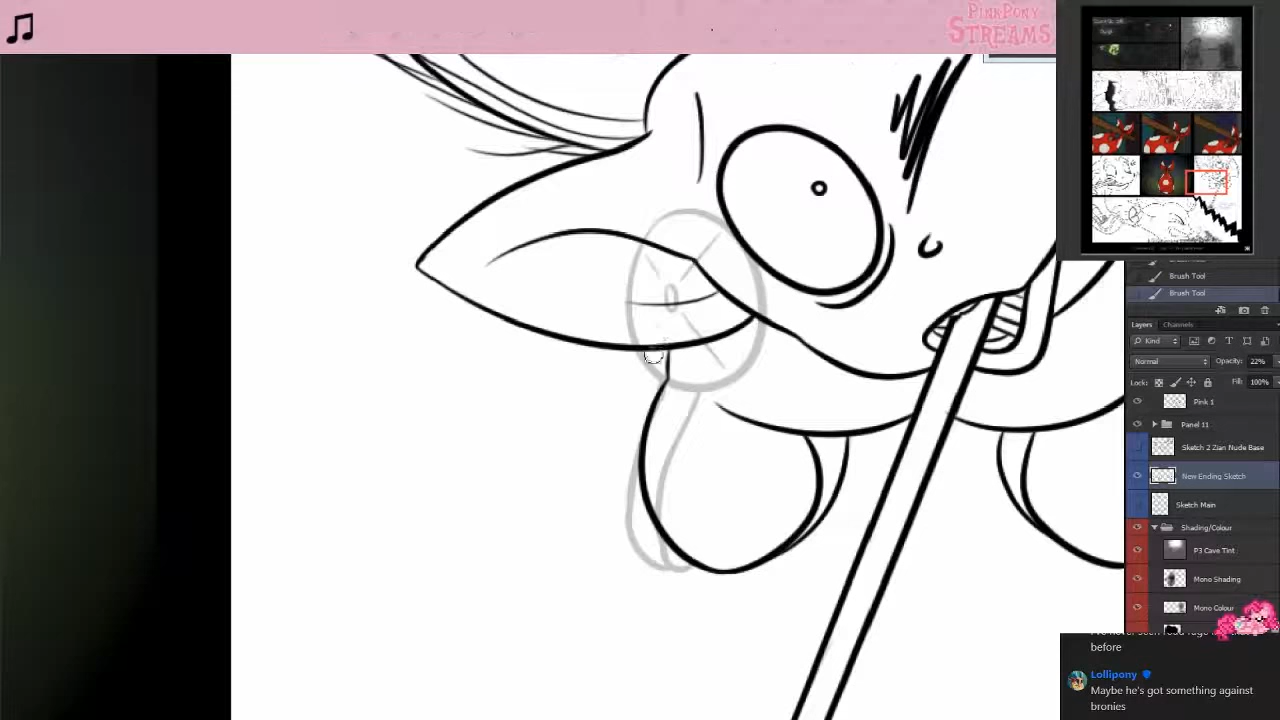 PINKPONY
STREAMS
Brush Tool
Brush Tool
Layers Channels
Kind
Normal Opacity: 22%
Lock: Fill: 100%
Pink 1
Panel 11
Sketch 2 Zian Nude Base
New Ending Sketch
Sketch Main
Shading/Colour
P3 Cave Tint
Mono Shading
Mono Colour
before
Lollipony
Maybe he's got something against
bronies